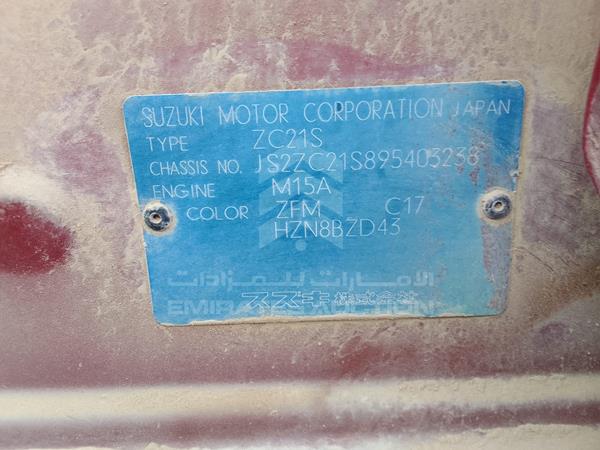 SUZUKI MOTOR CORPORATION JAPAN
TYPE ZC21S
CHASSIS NO. JS2ZC21S895403238
ENGINE M15A
COLOR ZFM C17
HZN8BZD43
الامارات للمزادات
EMIRATES AUCTION
スズキ株式会社